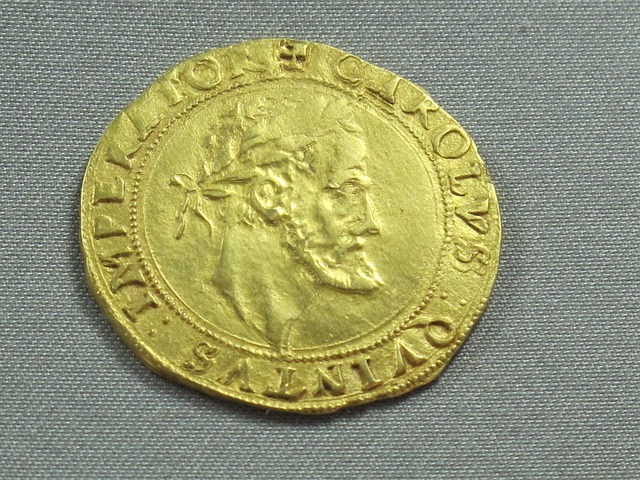 ✠ CAROLVS : QVINTVS : IMPERATOR